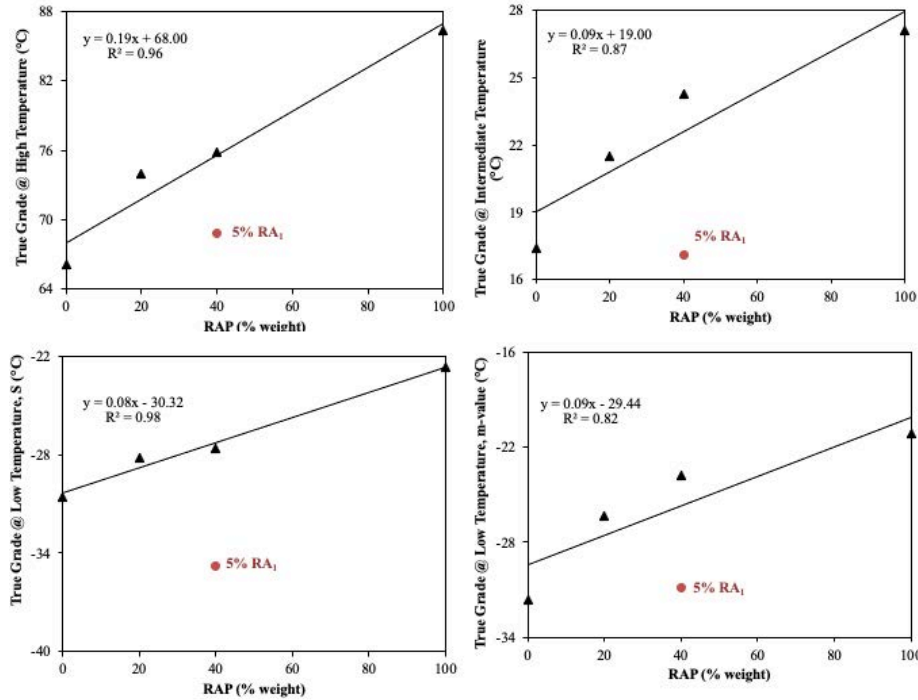 88
82
76
70
64
0
20
40
60
80
100
True Grade @ High Temperature (°C)
y = 0.19x + 68.00
R² = 0.96
5% RA₁
RAP (% weight)
28
25
22
19
16
0
20
40
60
80
100
True Grade @ Intermediate Temperature
(°C)
y = 0.09x + 19.00
R² = 0.87
5% RA₁
RAP (% weight)
-22
-28
-34
-40
0
20
40
60
80
100
True Grade @ Low Temperature, S (°C)
y = 0.08x - 30.32
R² = 0.98
5% RA₁
RAP (% weight)
-16
-22
-28
-34
0
20
40
60
80
100
True Grade @ Low Temperature, m-value (°C)
y = 0.09x - 29.44
R² = 0.82
5% RA₁
RAP (% weight)